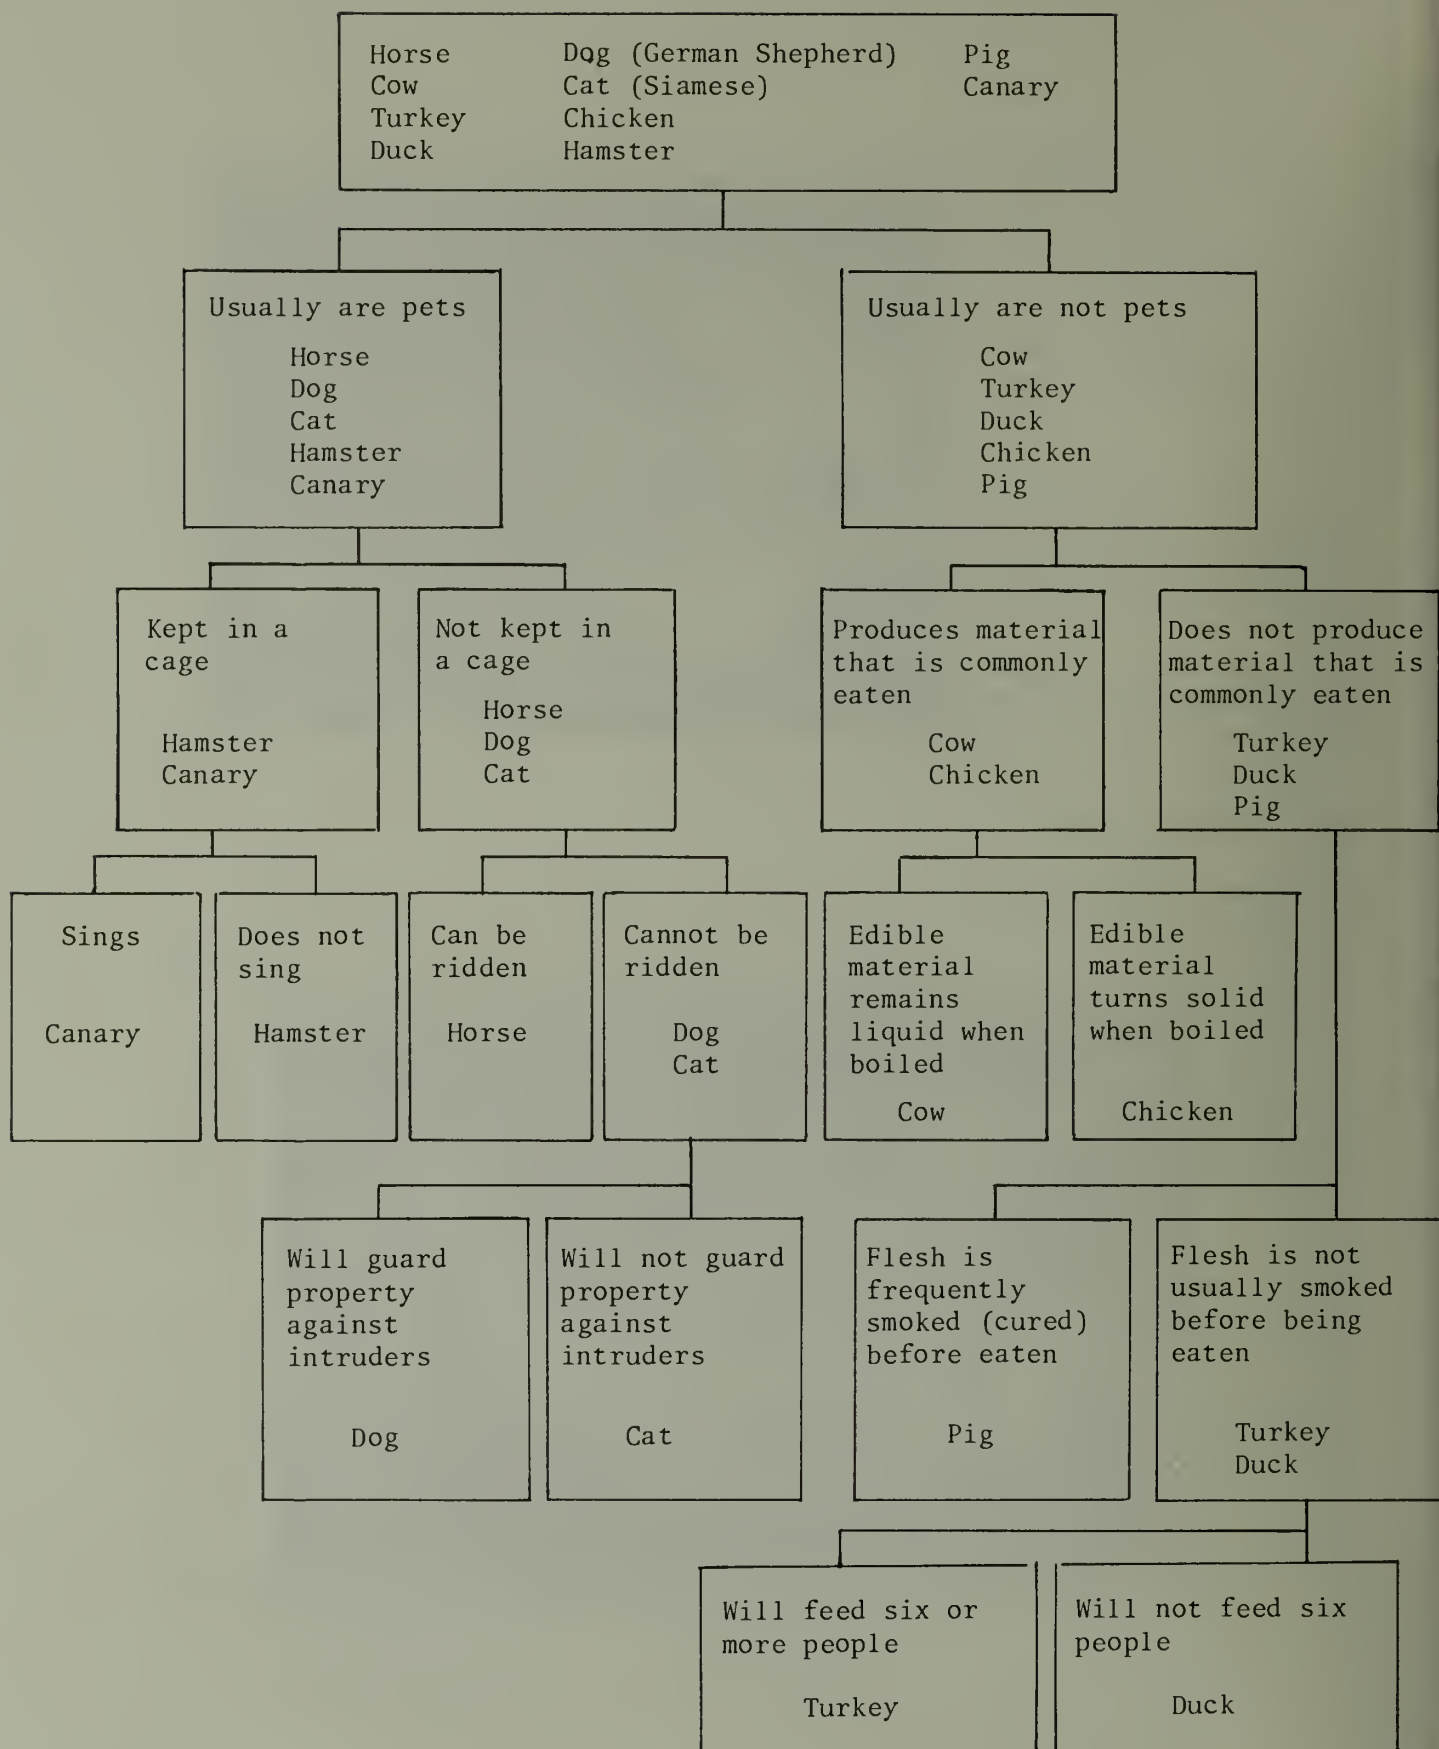 Horse Dog (German Shepherd) Pig
Cow Cat (Siamese) Canary
Turkey Chicken
Duck Hamster
Usually are pets
Horse
Dog
Cat
Hamster
Canary
Usually are not pets
Cow
Turkey
Duck
Chicken
Pig
Kept in a
cage
Hamster
Canary
Not kept in
a cage
Horse
Dog
Cat
Produces material
that is commonly
eaten
Cow
Chicken
Does not produce
material that is
commonly eaten
Turkey
Duck
Pig
Sings
Canary
Does not
sing
Hamster
Can be
ridden
Horse
Cannot be
ridden
Dog
Cat
Edible
material
remains
liquid when
boiled
Cow
Edible
material
turns solid
when boiled
Chicken
Will guard
property
against
intruders
Dog
Will not guard
property
against
intruders
Cat
Flesh is
frequently
smoked (cured)
before eaten
Pig
Flesh is not
usually smoked
before being
eaten
Turkey
Duck
Will feed six or
more people
Turkey
Will not feed six
people
Duck